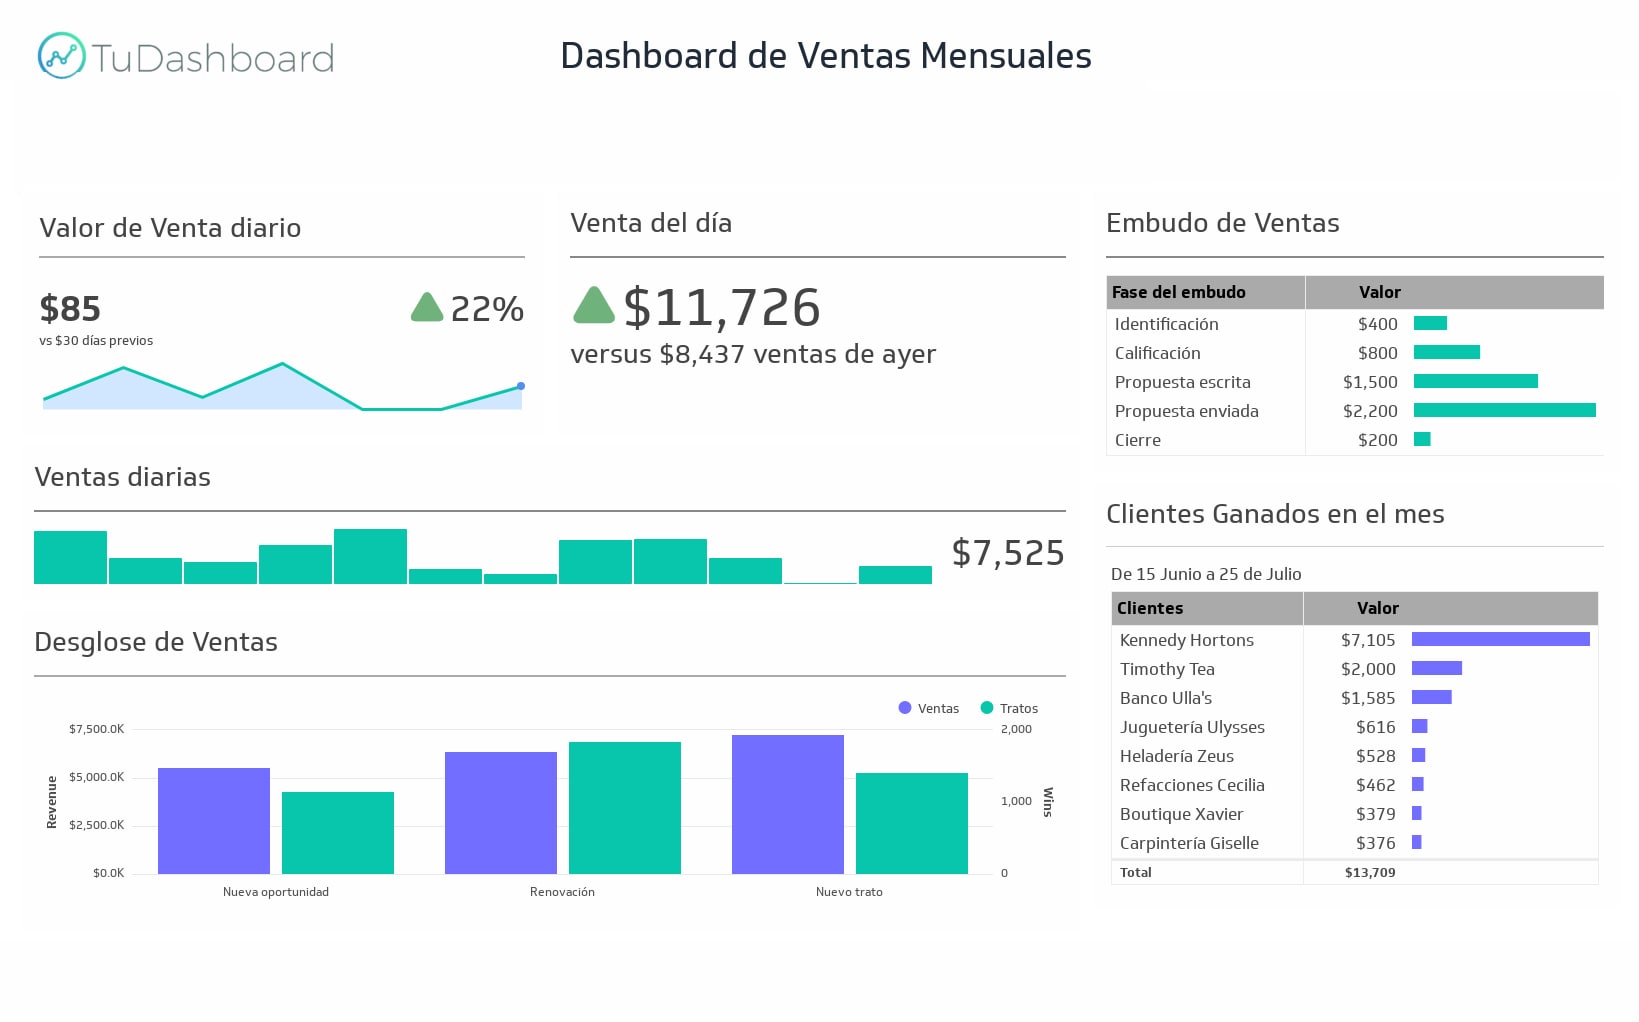 TuDashboard
Dashboard de Ventas Mensuales
Valor de Venta diario
$85
22%
vs $30 días previos
Venta del día
$11,726
versus $8,437 ventas de ayer
Embudo de Ventas
Fase del embudo Valor
Identificación $400
Calificación $800
Propuesta escrita $1,500
Propuesta enviada $2,200
Cierre $200
Ventas diarias
$7,525
Desglose de Ventas
Ventas Tratos
$7,500.0K
$5,000.0K
$2,500.0K
$0.0K
Revenue
2,000
1,000
0
Wins
Nueva oportunidad Renovación Nuevo trato
Clientes Ganados en el mes
De 15 Junio a 25 de Julio
Clientes Valor
Kennedy Hortons $7,105
Timothy Tea $2,000
Banco Ulla's $1,585
Juguetería Ulysses $616
Heladería Zeus $528
Refacciones Cecilia $462
Boutique Xavier $379
Carpintería Giselle $376
Total $13,709